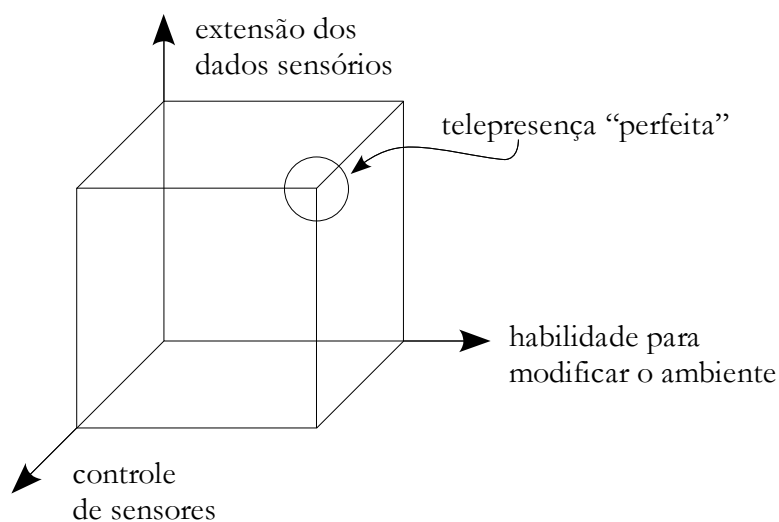 extensão dos
dados sensórios
telepresença “perfeita”
habilidade para
modificar o ambiente
controle
de sensores